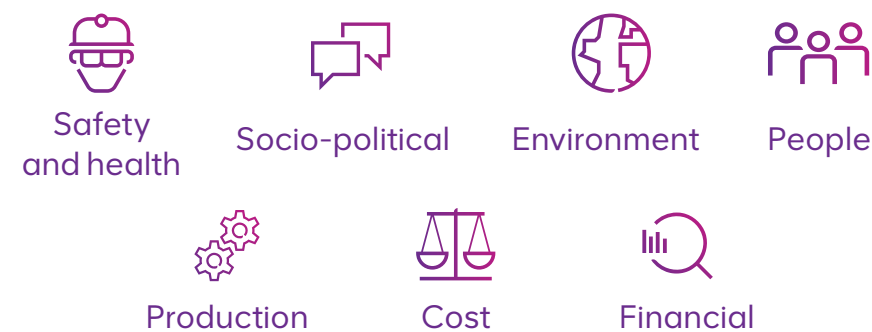 Safety
and health
Socio-political
Environment
People
Production
Cost
Financial